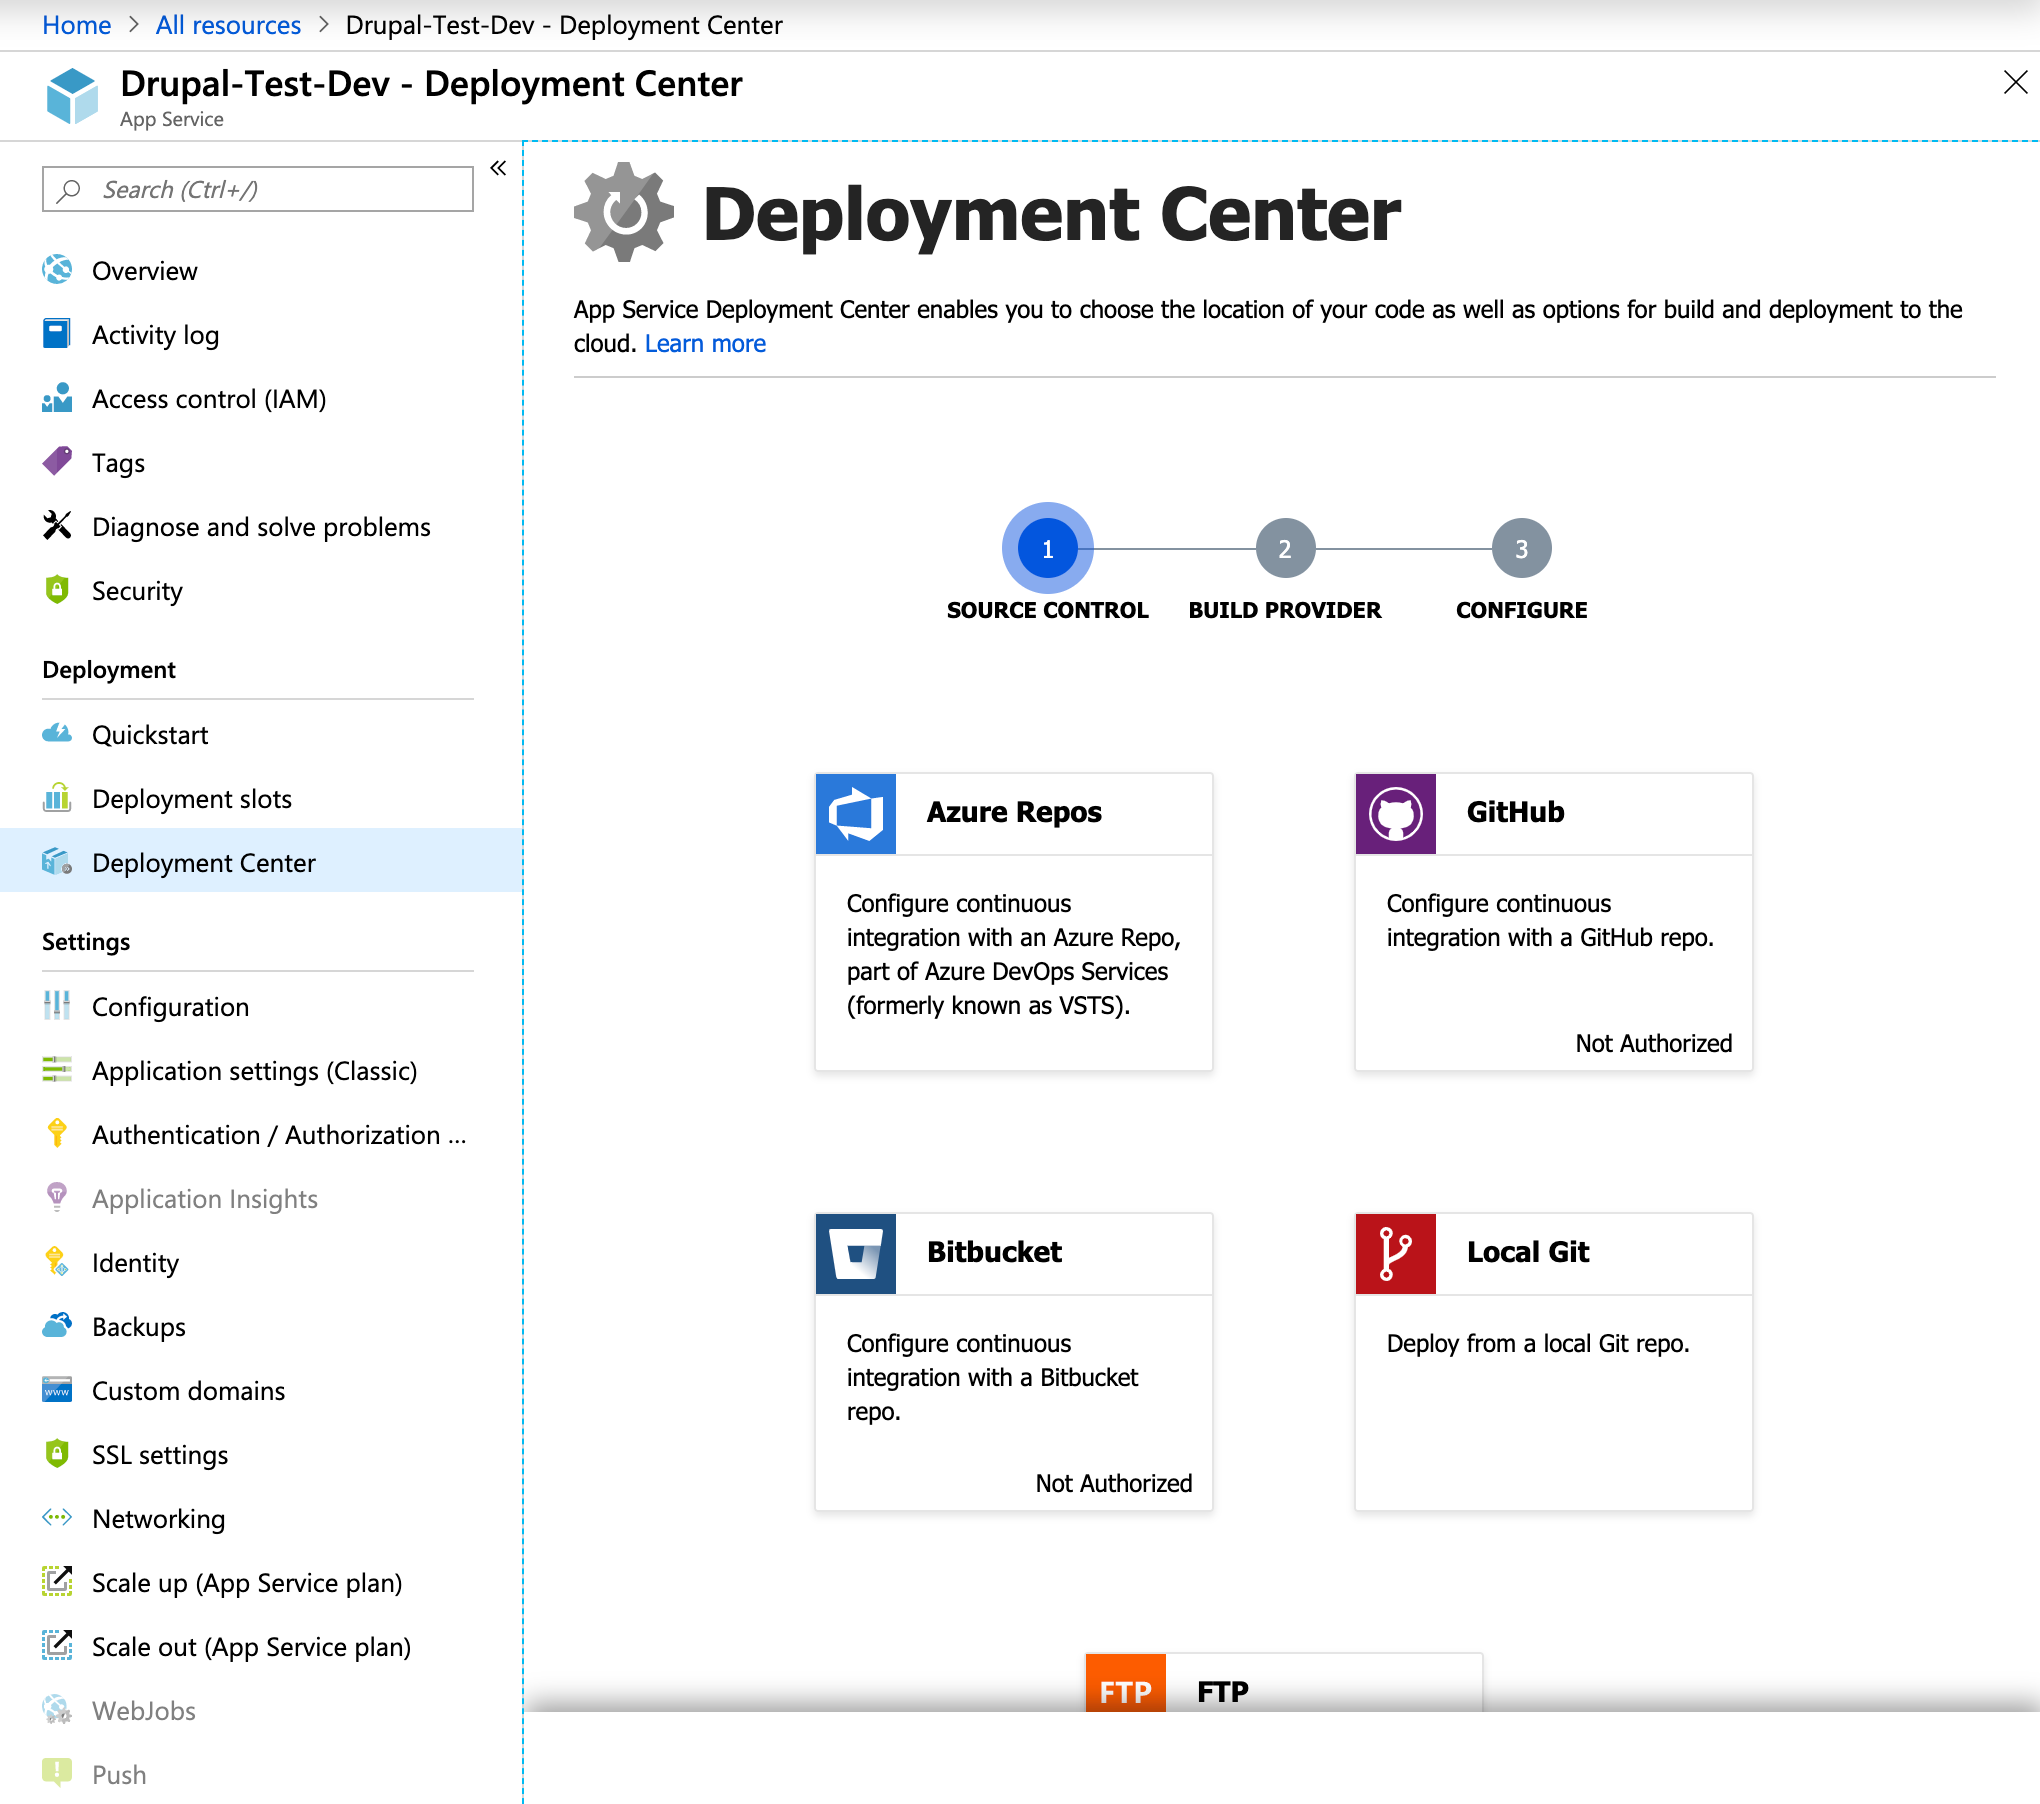 Home > All resources > Drupal-Test-Dev - Deployment Center
Drupal-Test-Dev - Deployment Center
App Service
Search (Ctrl+/)
Overview
Activity log
Access control (IAM)
Tags
Diagnose and solve problems
Security
Deployment
Quickstart
Deployment slots
Deployment Center
Settings
Configuration
Application settings (Classic)
Authentication / Authorization ...
Application Insights
Identity
Backups
Custom domains
SSL settings
Networking
Scale up (App Service plan)
Scale out (App Service plan)
WebJobs
Push
Deployment Center
App Service Deployment Center enables you to choose the location of your code as well as options for build and deployment to the
cloud. Learn more
1 2 3
SOURCE CONTROL BUILD PROVIDER CONFIGURE
Azure Repos
Configure continuous
integration with an Azure Repo,
part of Azure DevOps Services
(formerly known as VSTS).
GitHub
Configure continuous
integration with a GitHub repo.
Not Authorized
Bitbucket
Configure continuous
integration with a Bitbucket
repo.
Not Authorized
Local Git
Deploy from a local Git repo.
FTP FTP
www